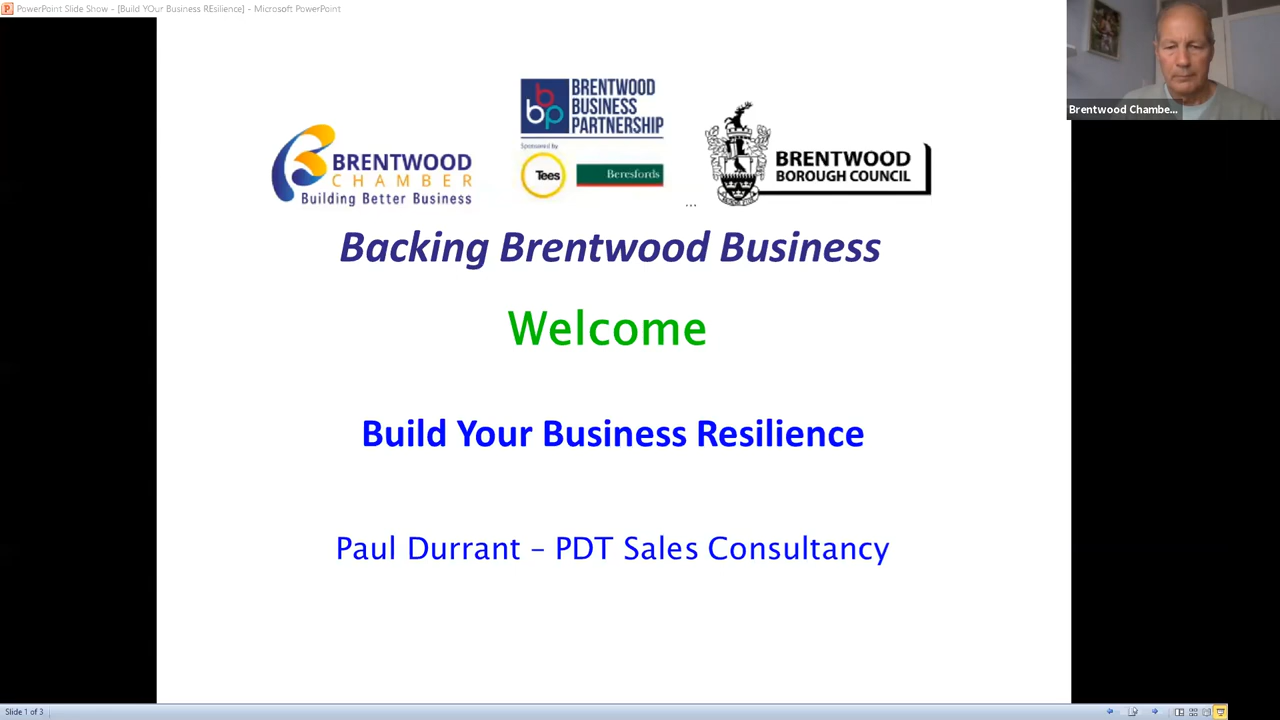 PowerPoint Slide Show - [Build YOur Business REsilience] - Microsoft PowerPoint
Brentwood Chambe...
BRENTWOOD
CHAMBER
Building Better Business
bbp
BRENTWOOD
BUSINESS
PARTNERSHIP
Sponsored by
Tees
Beresfords
...
BRENTWOOD
BOROUGH COUNCIL
Backing Brentwood Business
Welcome
Build Your Business Resilience
Paul Durrant – PDT Sales Consultancy
Slide 1 of 3